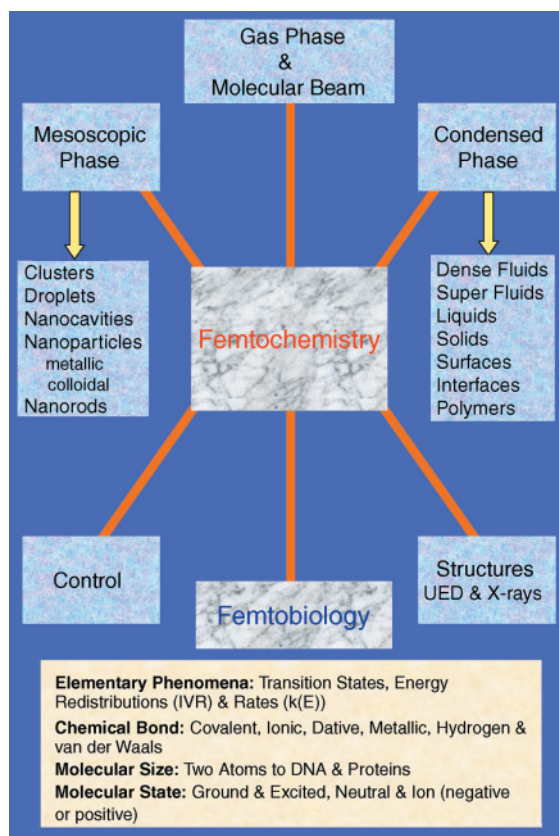 Gas Phase
&
Molecular Beam
Mesoscopic
Phase
Condensed
Phase
Clusters
Droplets
Nanocavities
Nanoparticles
metallic
colloidal
Nanorods
Femtochemistry
Dense Fluids
Super Fluids
Liquids
Solids
Surfaces
Interfaces
Polymers
Control
Femtobiology
Structures
UED & X-rays
Elementary Phenomena: Transition States, Energy
Redistributions (IVR) & Rates (k(E))
Chemical Bond: Covalent, Ionic, Dative, Metallic, Hydrogen &
van der Waals
Molecular Size: Two Atoms to DNA & Proteins
Molecular State: Ground & Excited, Neutral & Ion (negative
or positive)